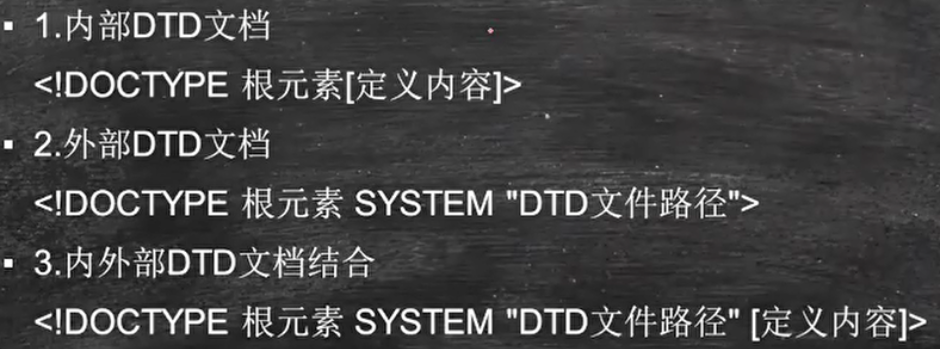 ▪ 1.内部DTD文档
<!DOCTYPE 根元素[定义内容]>
▪ 2.外部DTD文档
<!DOCTYPE 根元素 SYSTEM "DTD文件路径">
▪ 3.内外部DTD文档结合
<!DOCTYPE 根元素 SYSTEM "DTD文件路径" [定义内容]>